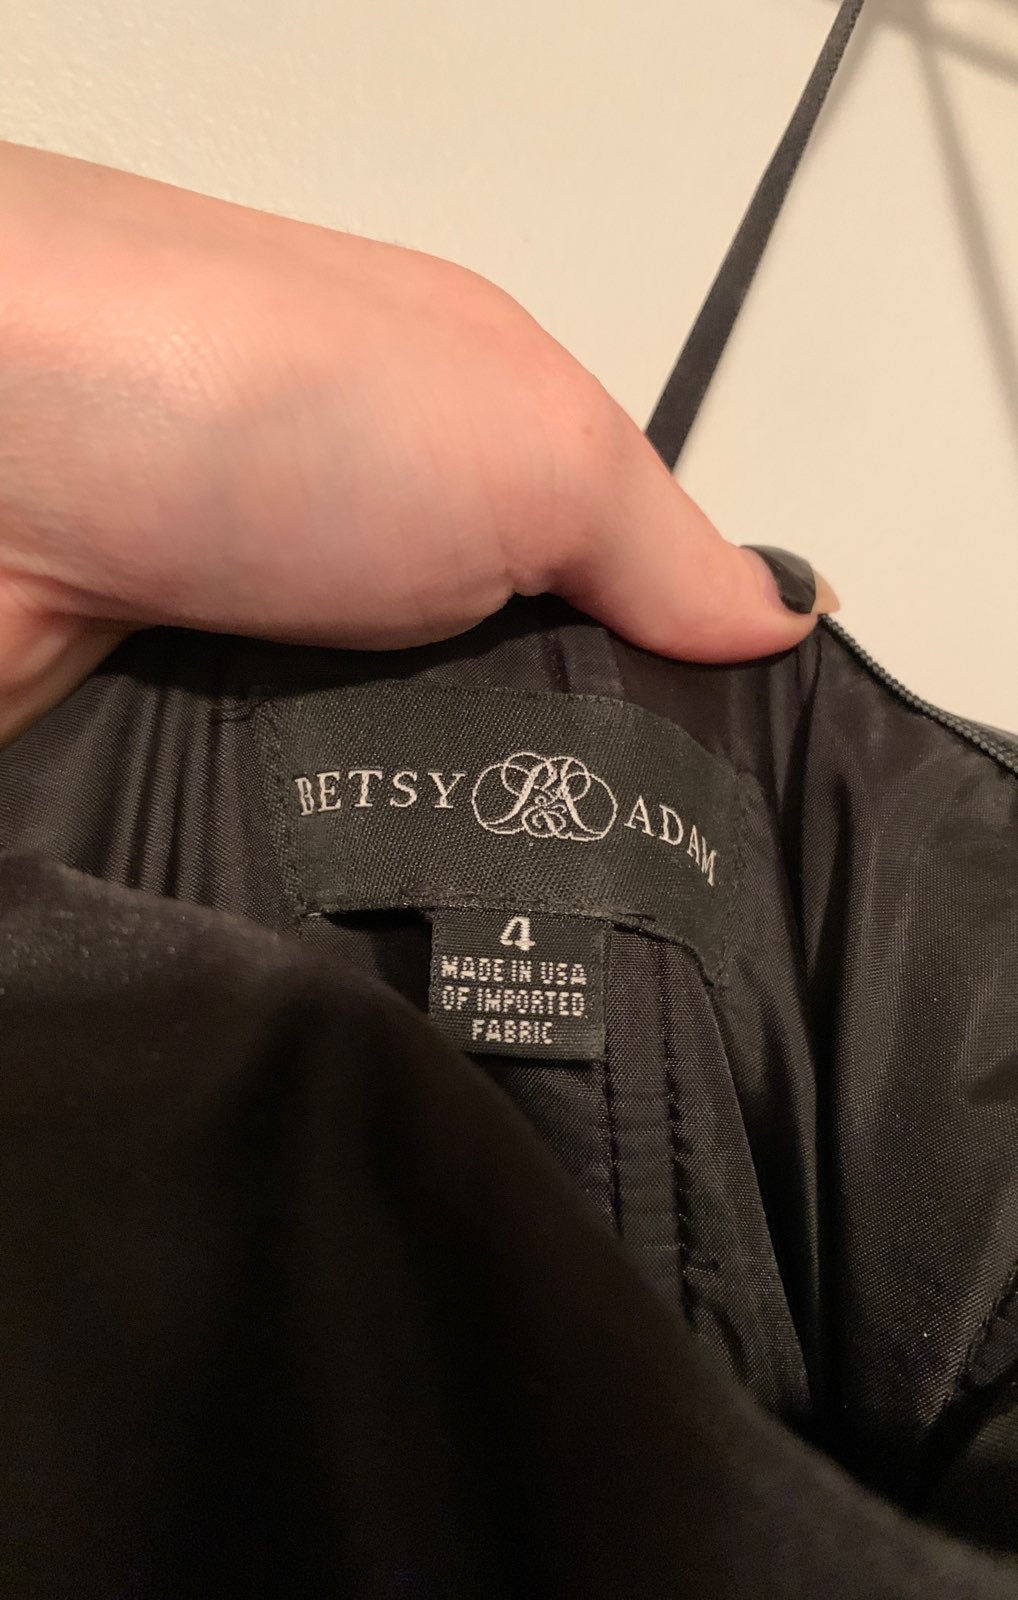 BETSY B&A ADAM
4
MADE IN USA
OF IMPORTED
FABRIC